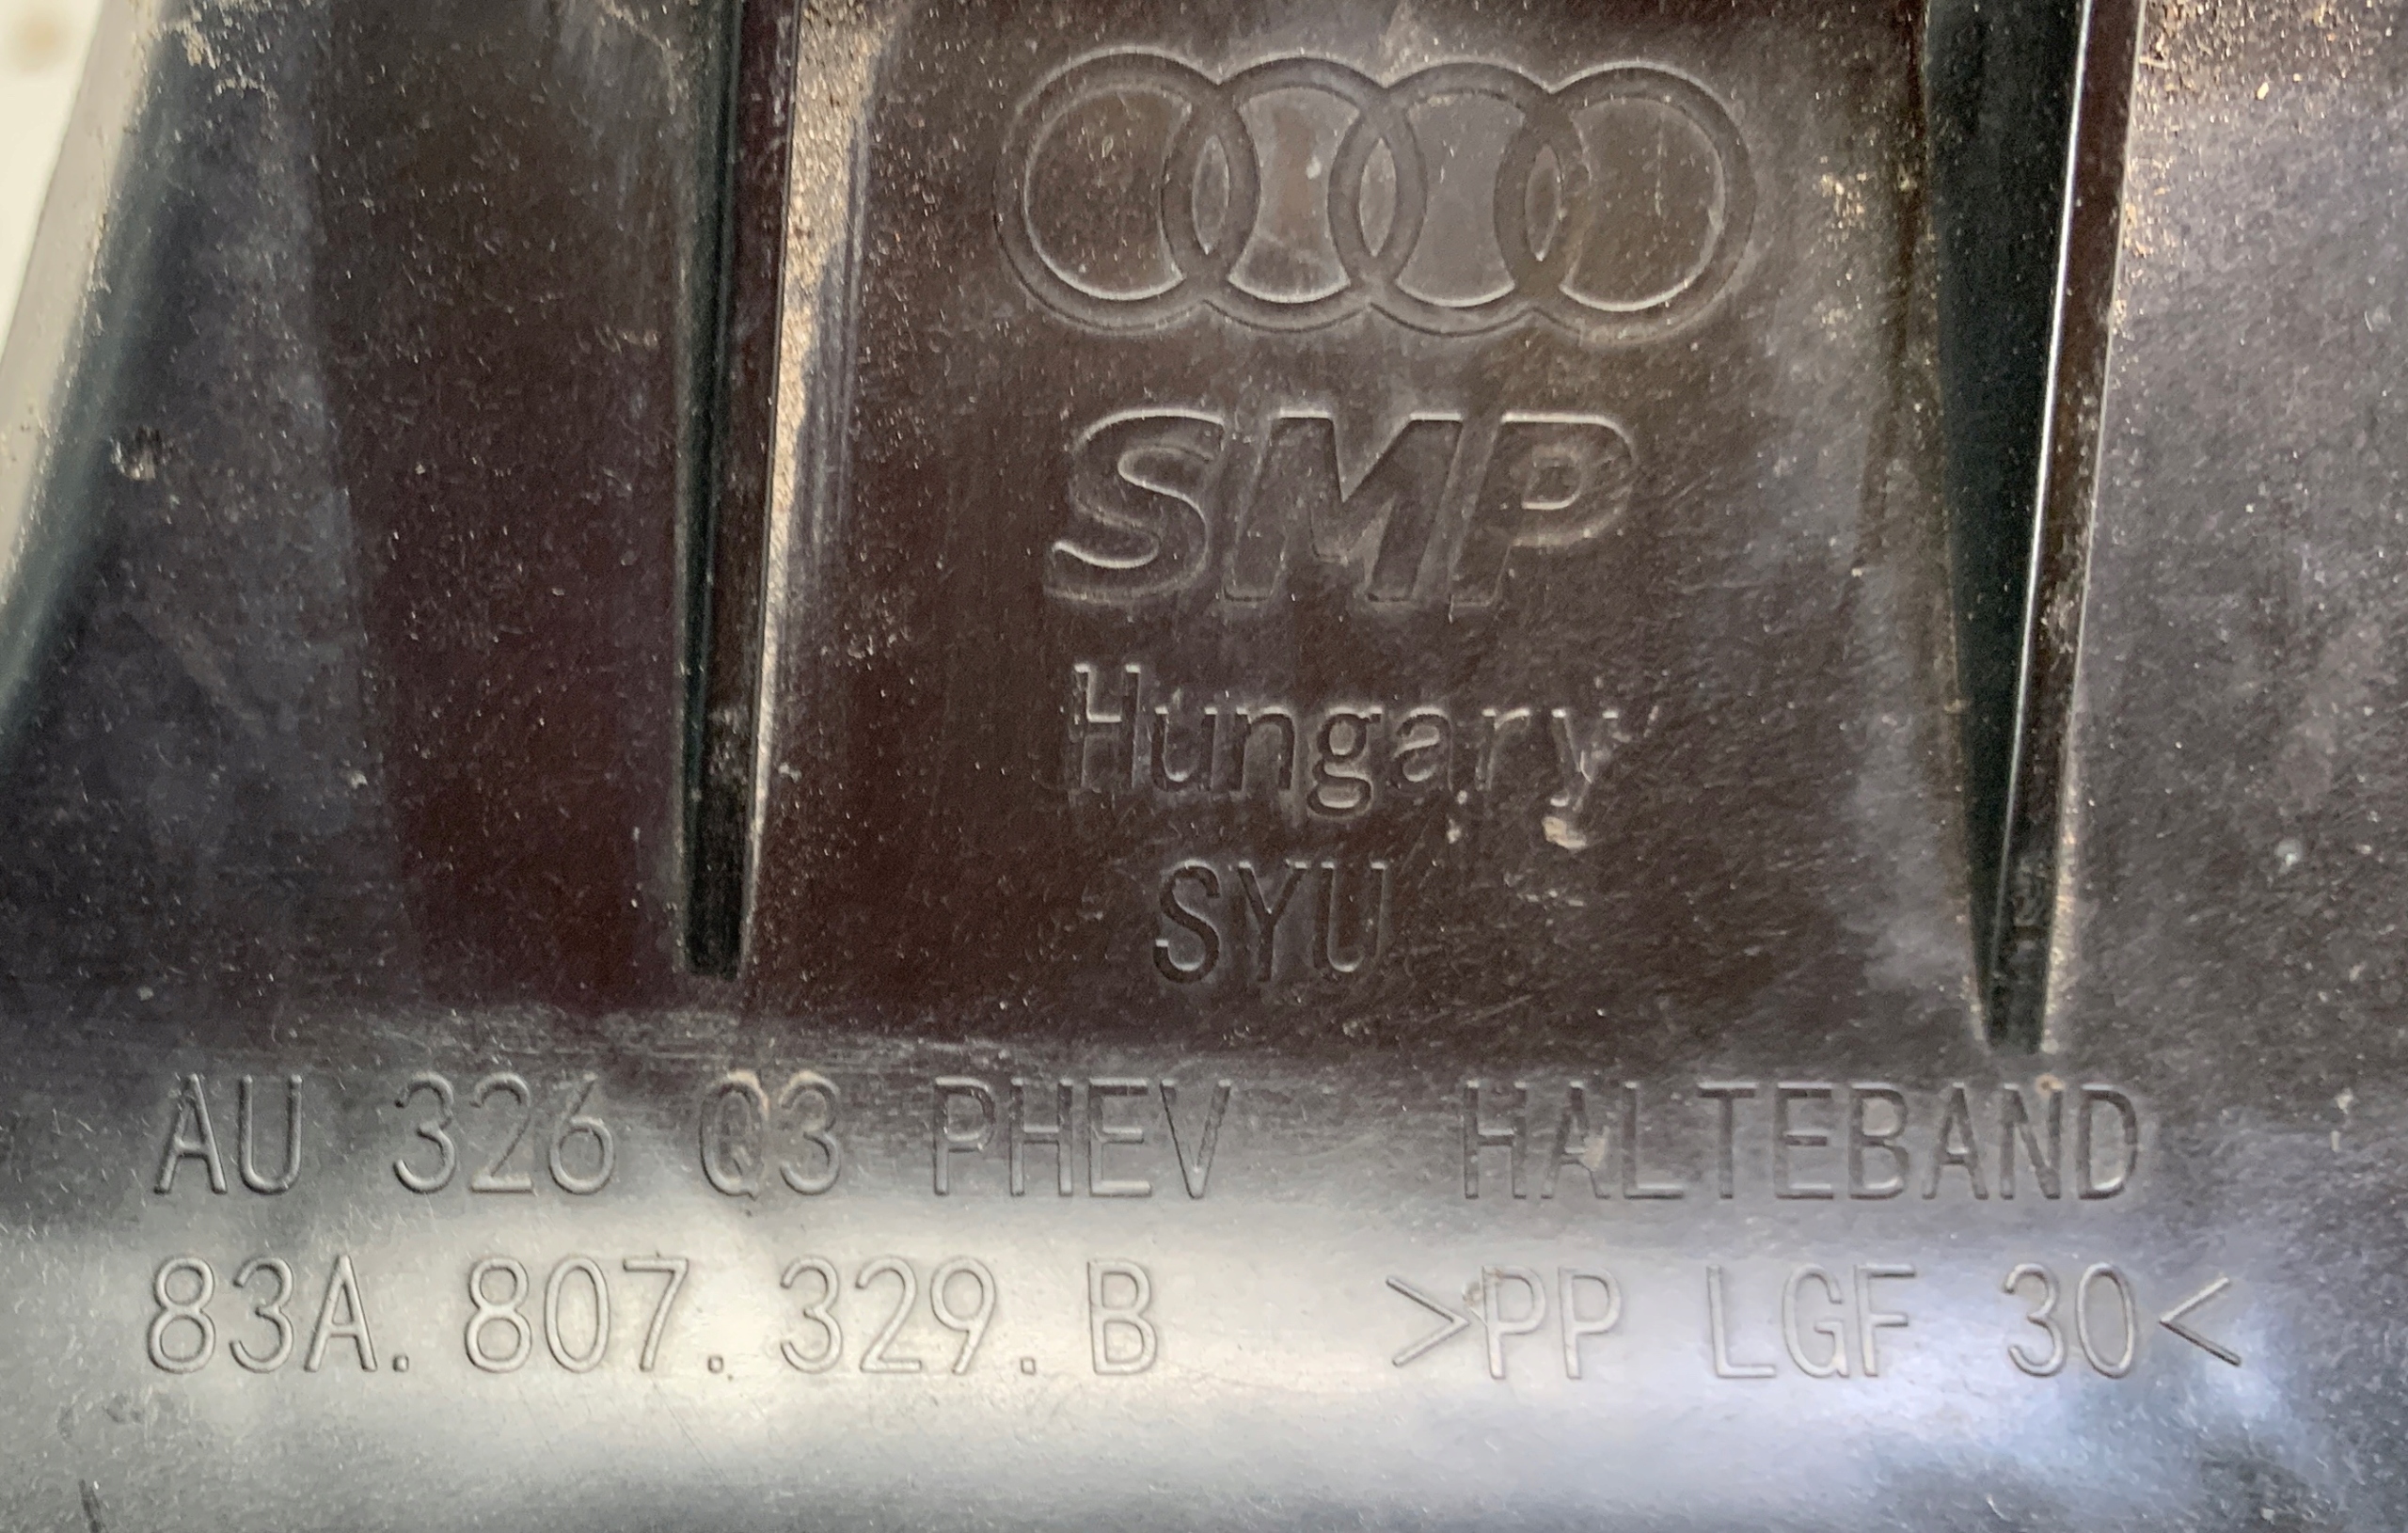 SMP
Hungary
SYU
AU 326 Q3 PHEV HALTEBAND
83A.807.329.B >PP LGF 30<